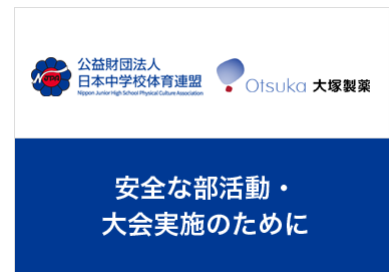 公益財団法人
日本中学校体育連盟
Nippon Junior High School Physical Culture Association
Otsuka 大塚製薬
安全な部活動・
大会実施のために